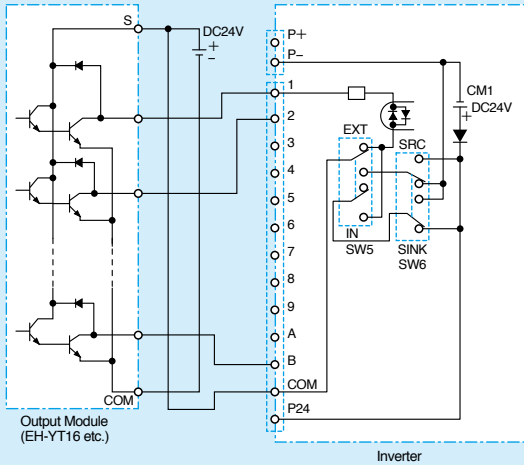 S
DC24V
+
−
COM
Output Module
(EH-YT16 etc.)
P+
P−
1
2
3
4
5
6
7
8
9
A
B
COM
P24
EXT
IN
SW5
SRC
SINK
SW6
CM1
DC24V
+
Inverter